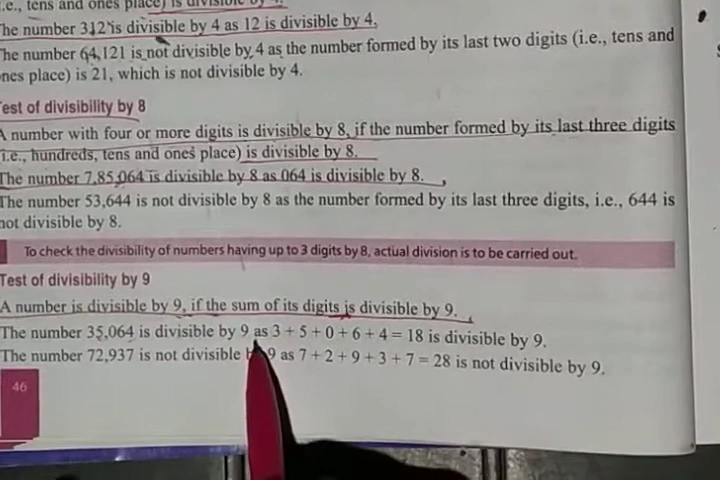 .e., tens and ones place) is divisible by 4.
he number 312 is divisible by 4 as 12 is divisible by 4.
he number 64,121 is not divisible by 4 as the number formed by its last two digits (i.e., tens and
nes place) is 21, which is not divisible by 4.
est of divisibility by 8
A number with four or more digits is divisible by 8, if the number formed by its last three digits
i.e., hundreds, tens and ones place) is divisible by 8.
The number 7,85,064 is divisible by 8 as 064 is divisible by 8.
The number 53,644 is not divisible by 8 as the number formed by its last three digits, i.e., 644 is
not divisible by 8.
To check the divisibility of numbers having up to 3 digits by 8, actual division is to be carried out.
Test of divisibility by 9
A number is divisible by 9, if the sum of its digits is divisible by 9.
The number 35,064 is divisible by 9 as 3 + 5 + 0 + 6 + 4 = 18 is divisible by 9.
The number 72,937 is not divisible 9 as 7 + 2 + 9 + 3 + 7 = 28 is not divisible by 9.
46